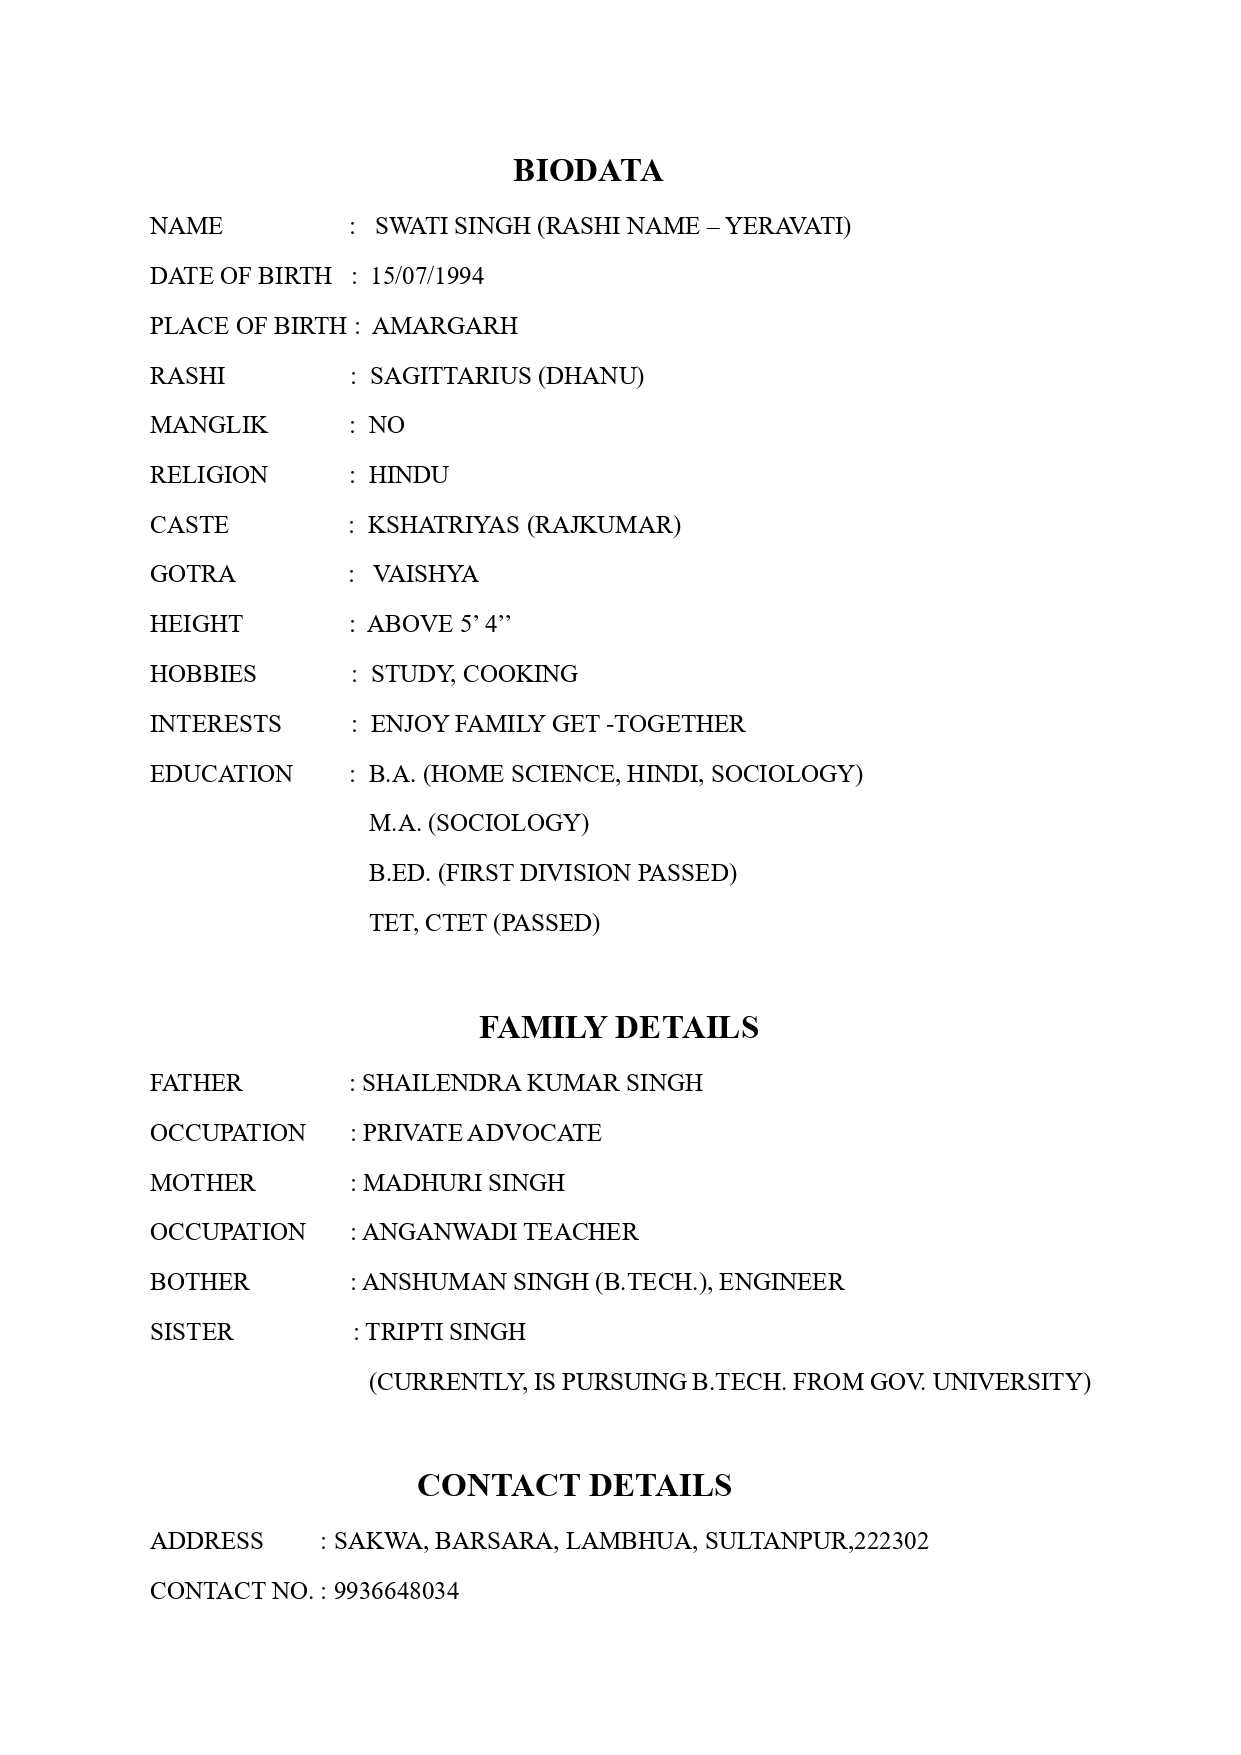 BIODATA
NAME : SWATI SINGH (RASHI NAME – YERAVATI)
DATE OF BIRTH : 15/07/1994
PLACE OF BIRTH : AMARGARH
RASHI : SAGITTARIUS (DHANU)
MANGLIK : NO
RELIGION : HINDU
CASTE : KSHATRIYAS (RAJKUMAR)
GOTRA : VAISHYA
HEIGHT : ABOVE 5’ 4’’
HOBBIES : STUDY, COOKING
INTERESTS : ENJOY FAMILY GET -TOGETHER
EDUCATION : B.A. (HOME SCIENCE, HINDI, SOCIOLOGY)
M.A. (SOCIOLOGY)
B.ED. (FIRST DIVISION PASSED)
TET, CTET (PASSED)
FAMILY DETAILS
FATHER : SHAILENDRA KUMAR SINGH
OCCUPATION : PRIVATE ADVOCATE
MOTHER : MADHURI SINGH
OCCUPATION : ANGANWADI TEACHER
BOTHER : ANSHUMAN SINGH (B.TECH.), ENGINEER
SISTER : TRIPTI SINGH
(CURRENTLY, IS PURSUING B.TECH. FROM GOV. UNIVERSITY)
CONTACT DETAILS
ADDRESS : SAKWA, BARSARA, LAMBHUA, SULTANPUR,222302
CONTACT NO. : 9936648034